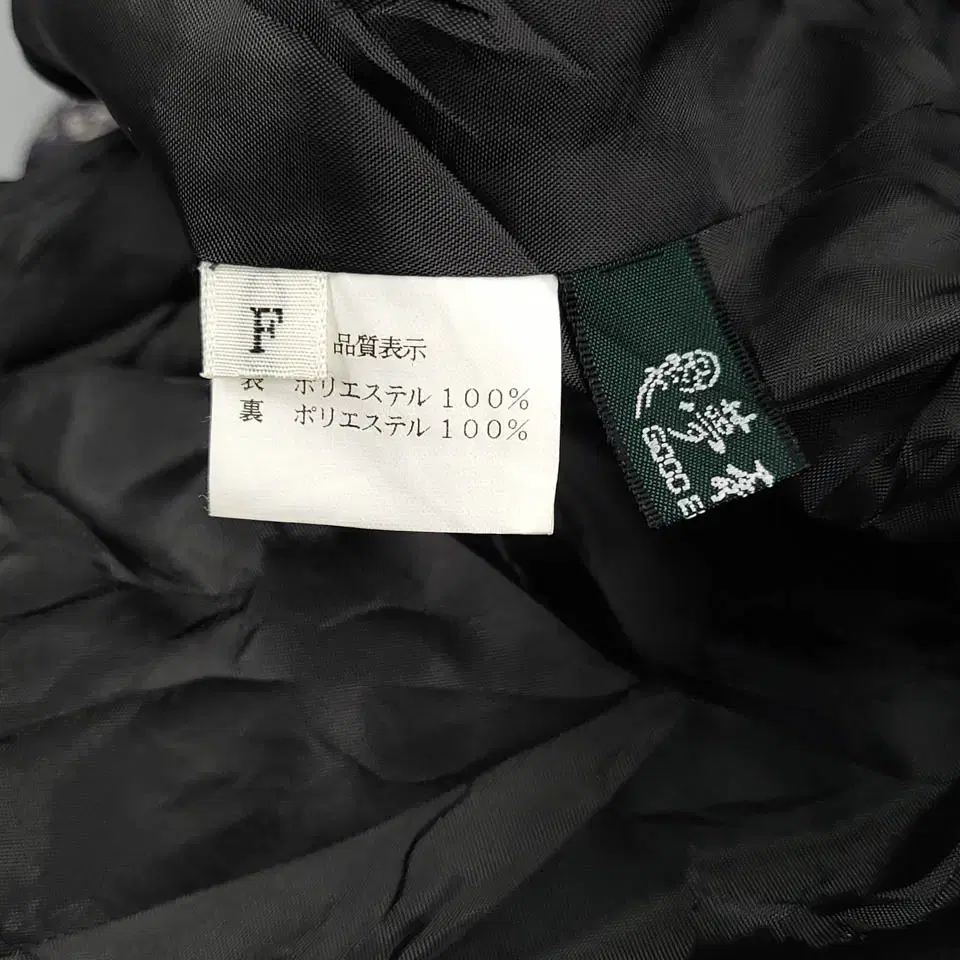 F
品質表示
表 ポリエステル 100%
裏 ポリエステル 100%